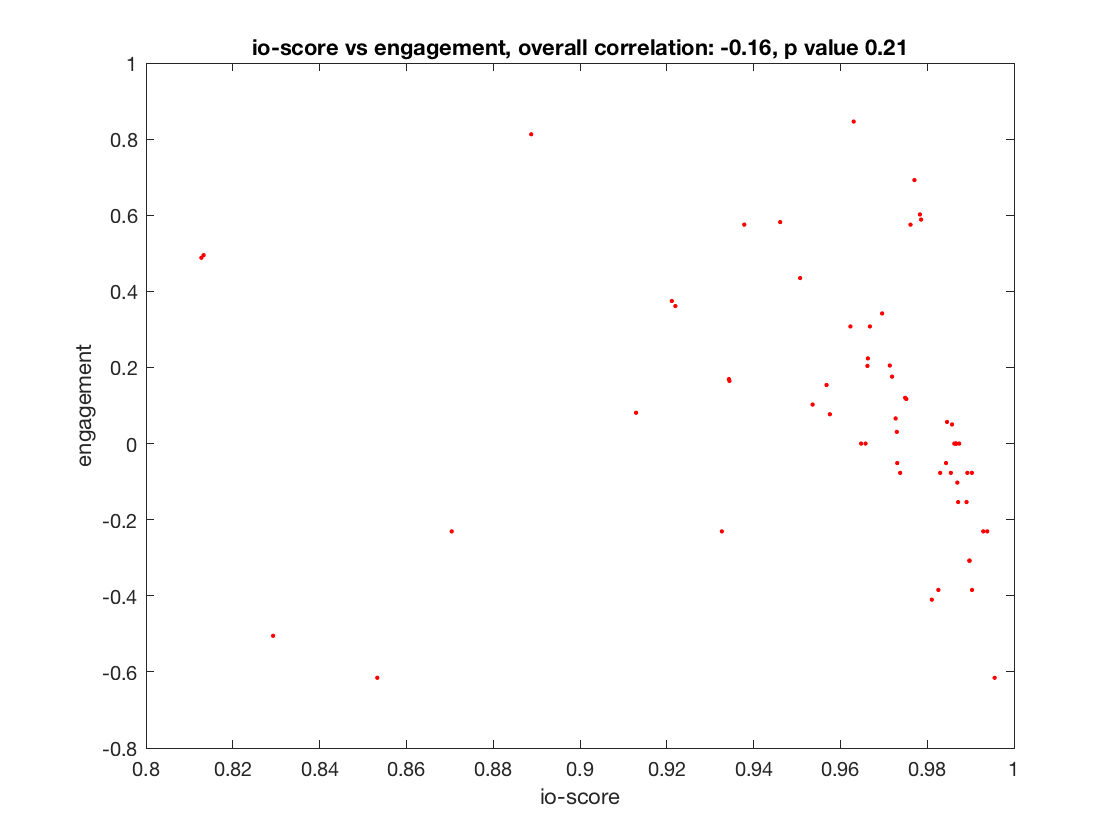 io-score vs engagement, overall correlation: -0.16, p value 0.21
1
0.8
0.6
0.4
0.2
0
-0.2
-0.4
-0.6
-0.8
engagement
0.8 0.82 0.84 0.86 0.88 0.9 0.92 0.94 0.96 0.98 1
io-score